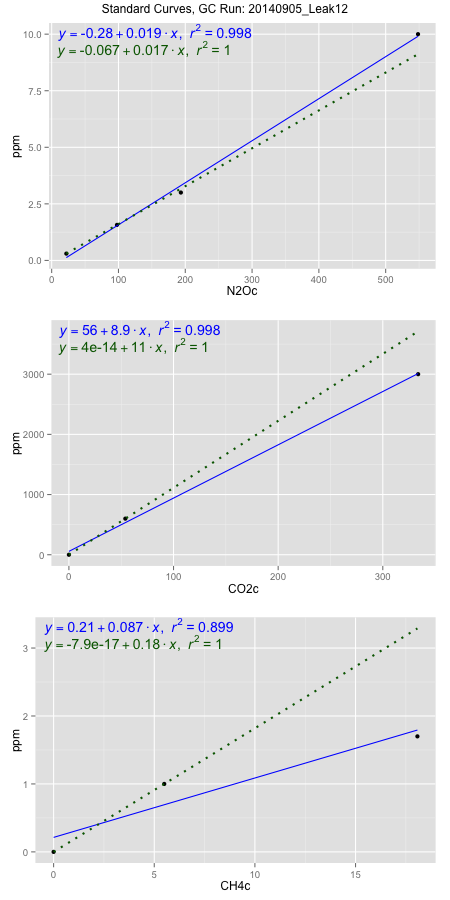 Standard Curves, GC Run: 20140905_Leak12
y = -0.28 + 0.019 · x, r² = 0.998
y = -0.067 + 0.017 · x, r² = 1
10.0
7.5
5.0
2.5
0.0
ppm
0 100 200 300 400 500
N2Oc
y = 56 + 8.9 · x, r² = 0.998
y = 4e-14 + 11 · x, r² = 1
3000
2000
1000
0
ppm
0 100 200 300
CO2c
y = 0.21 + 0.087 · x, r² = 0.899
y = -7.9e-17 + 0.18 · x, r² = 1
3
2
1
0
ppm
0 5 10 15
CH4c